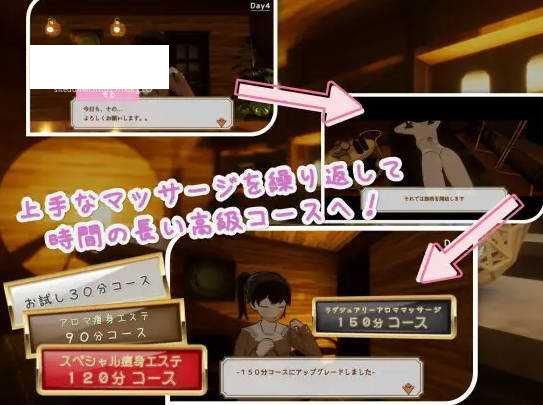 Day4
今日も、その…
よろしくお願いします。。
それでは施術を開始します
上手なマッサージを繰り返して
時間の長い高級コースへ！
お試し30分コース
アロマ痩身エステ
90分コース
スペシャル痩身エステ
120分コース
ラグジュアリーアロママッサージ
150分コース
-150分コースにアップグレードしました-